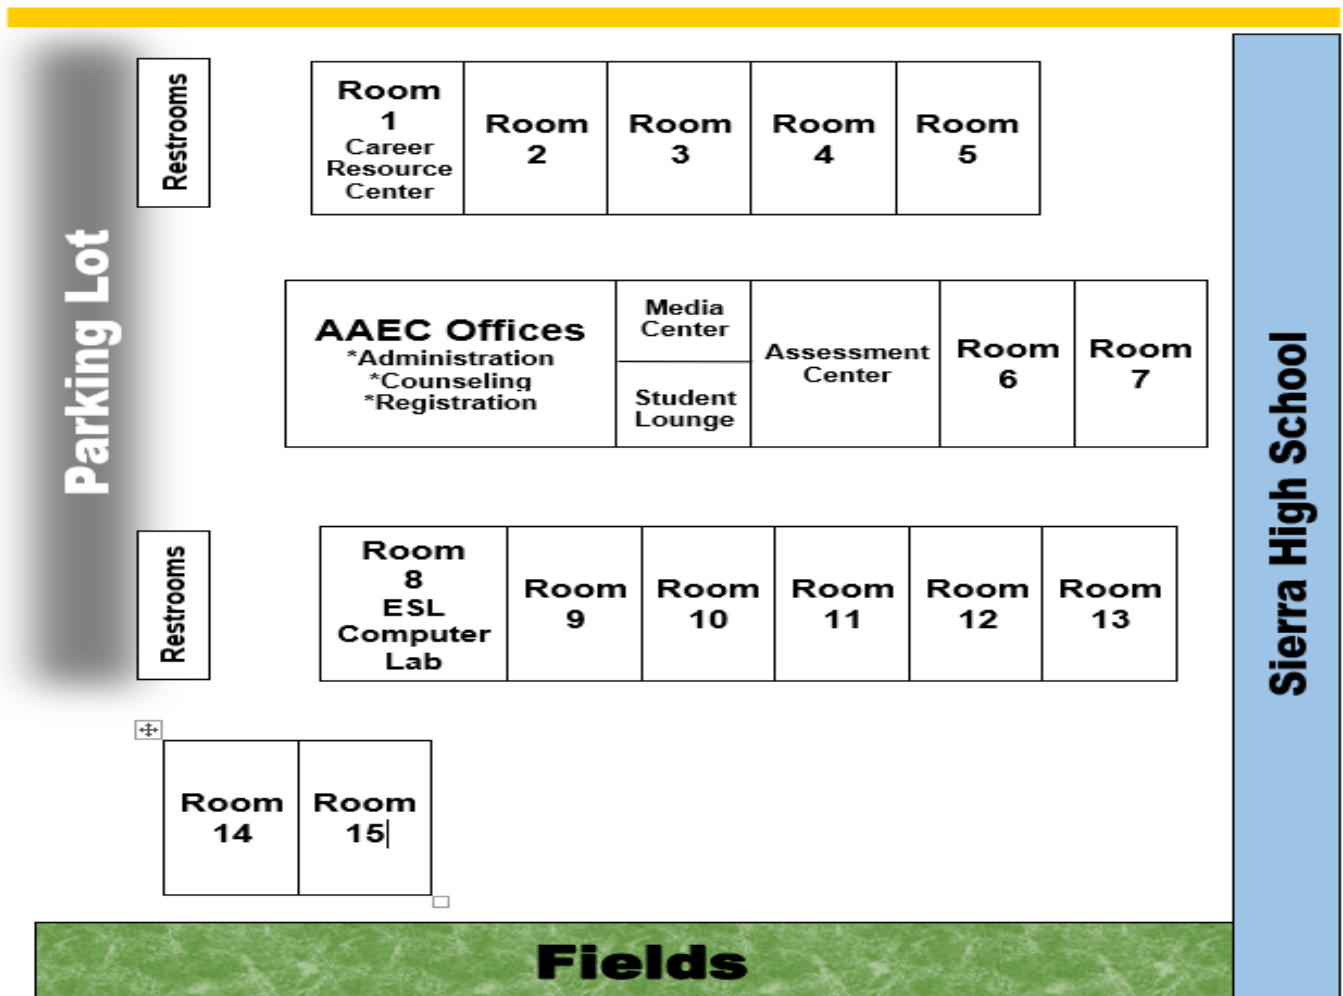 Parking Lot
Restrooms
Room
1
Career
Resource
Center
Room
2
Room
3
Room
4
Room
5
AAEC Offices
*Administration
*Counseling
*Registration
Media
Center
Student
Lounge
Assessment
Center
Room
6
Room
7
Restrooms
Room
8
ESL
Computer
Lab
Room
9
Room
10
Room
11
Room
12
Room
13
Room
14
Room
15
Sierra High School
Fields